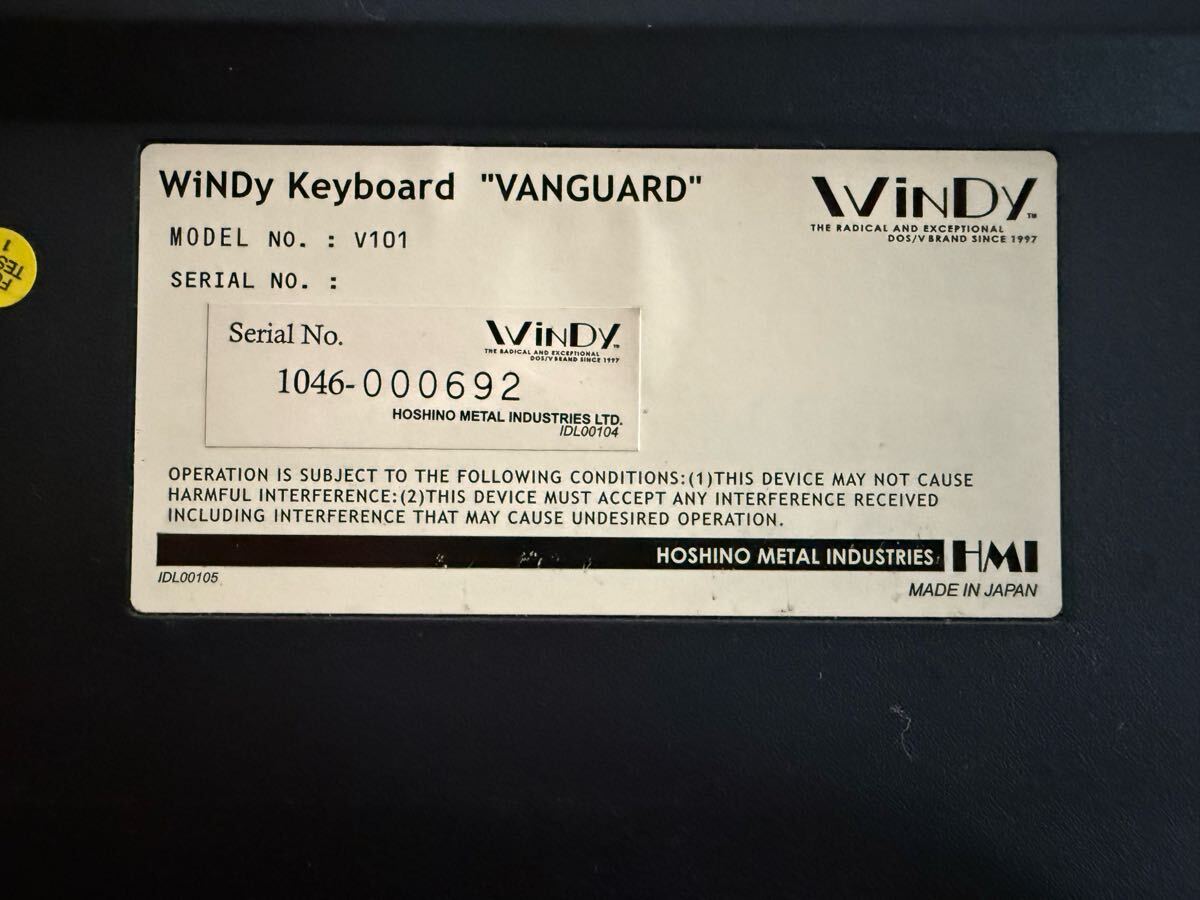 WiNDy Keyboard "VANGUARD"
WiNDy™
THE RADICAL AND EXCEPTIONAL
DOS/V BRAND SINCE 1997
MODEL NO. : V101
SERIAL NO. :
Serial No.
WiNDy™
THE RADICAL AND EXCEPTIONAL
DOS/V BRAND SINCE 1997
1046-000692
HOSHINO METAL INDUSTRIES LTD.
IDL00104
OPERATION IS SUBJECT TO THE FOLLOWING CONDITIONS:(1)THIS DEVICE MAY NOT CAUSE
HARMFUL INTERFERENCE:(2)THIS DEVICE MUST ACCEPT ANY INTERFERENCE RECEIVED
INCLUDING INTERFERENCE THAT MAY CAUSE UNDESIRED OPERATION.
HOSHINO METAL INDUSTRIES HMI
IDL00105
MADE IN JAPAN
1